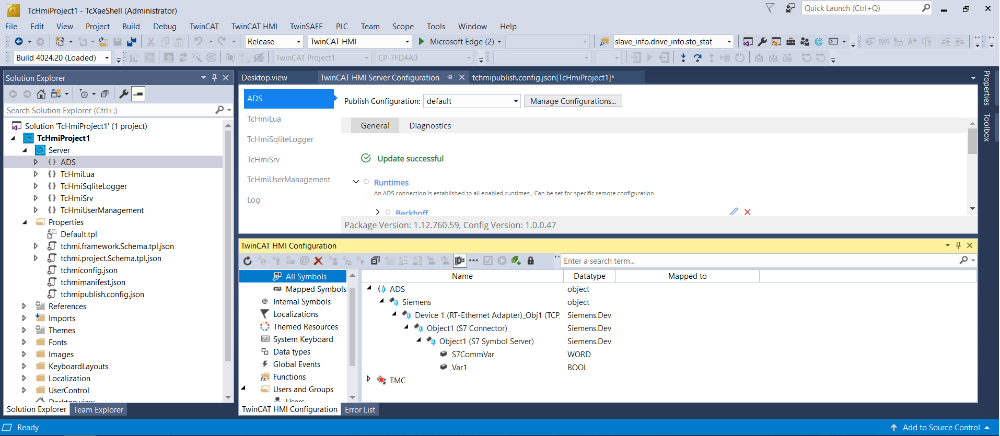 TcHmiProject1 - TcXaeShell (Administrator)
Quick Launch (Ctrl+Q)
File Edit View Project Build Debug TwinCAT TwinCAT HMI TwinSAFE PLC Team Scope Tools Window Help
Release TwinCAT HMI Microsoft Edge (2) slave_info.drive_info.sto_stat
Build 4024.20 (Loaded) TwinCAT Project1 CP-7FD4A0
Solution Explorer
Search Solution Explorer (Ctrl+;)
Solution 'TcHmiProject1' (1 project)
TcHmiProject1
Server
ADS
TcHmiLua
TcHmiSqliteLogger
TcHmiSrv
TcHmiUserManagement
Properties
Default.tpl
tchmi.framework.Schema.tpl.json
tchmi.project.Schema.tpl.json
tchmiconfig.json
tchmimanifest.json
tchmipublish.config.json
References
Imports
Themes
Fonts
Images
KeyboardLayouts
Localization
UserControl
Desktop.view
Solution Explorer Team Explorer
Desktop.view TwinCAT HMI Server Configuration tchmipublish.config.json[TcHmiProject1]*
ADS
TcHmiLua
TcHmiSqliteLogger
TcHmiSrv
TcHmiUserManagement
Log
Publish Configuration: default Manage Configurations...
General Diagnostics
Update successful
Runtimes
An ADS connection is established to all enabled runtimes., Can be set for specific remote configuration.
Beckhoff
Package Version: 1.12.760.59, Config Version: 1.0.0.47
TwinCAT HMI Configuration
Enter a search term...
All Symbols
Mapped Symbols
Internal Symbols
Localizations
Themed Resources
System Keyboard
Data types
Global Events
Functions
Users and Groups
Users
Name Datatype Mapped to
ADS object
Siemens object
Device 1 (RT-Ethernet Adapter)_Obj1 (TCP, Siemens.Dev
Object1 (S7 Connector) Siemens.Dev
Object1 (S7 Symbol Server) Siemens.Dev
S7CommVar WORD
Var1 BOOL
TMC
TwinCAT HMI Configuration Error List
Properties
Toolbox
Ready
Add to Source Control